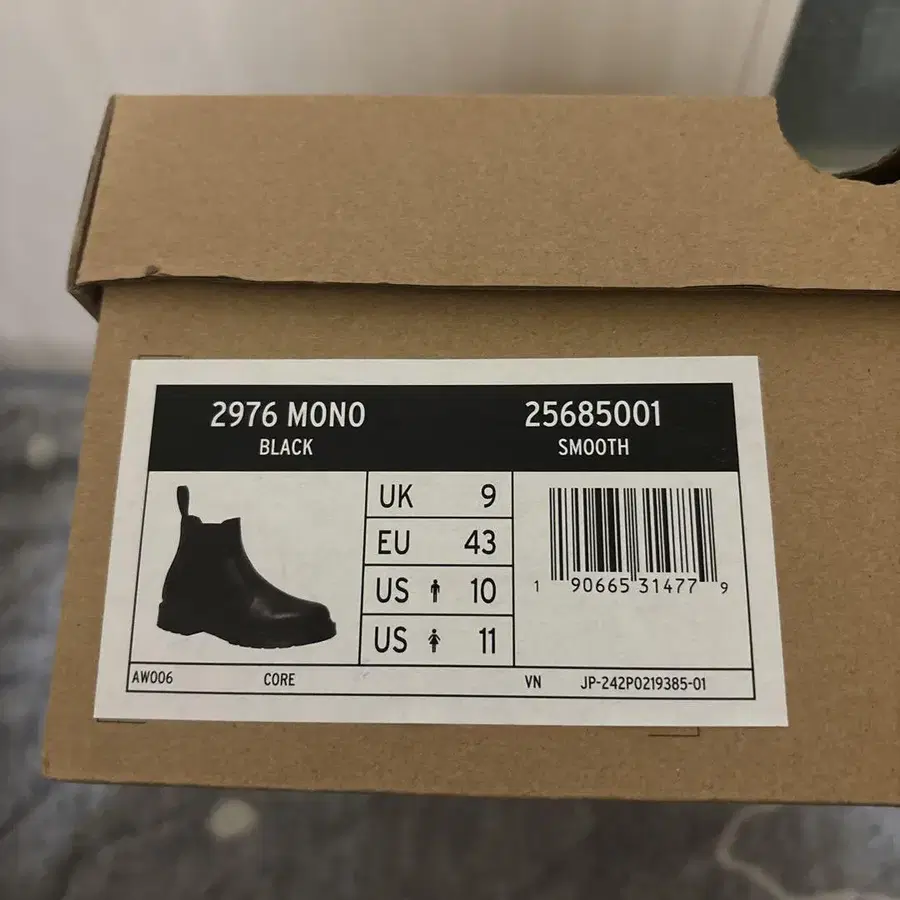 2976 MONO
BLACK
25685001
SMOOTH
UK 9
EU 43
US 10
US 11
1 90665 31477 9
AW006 CORE VN JP-242P0219385-01